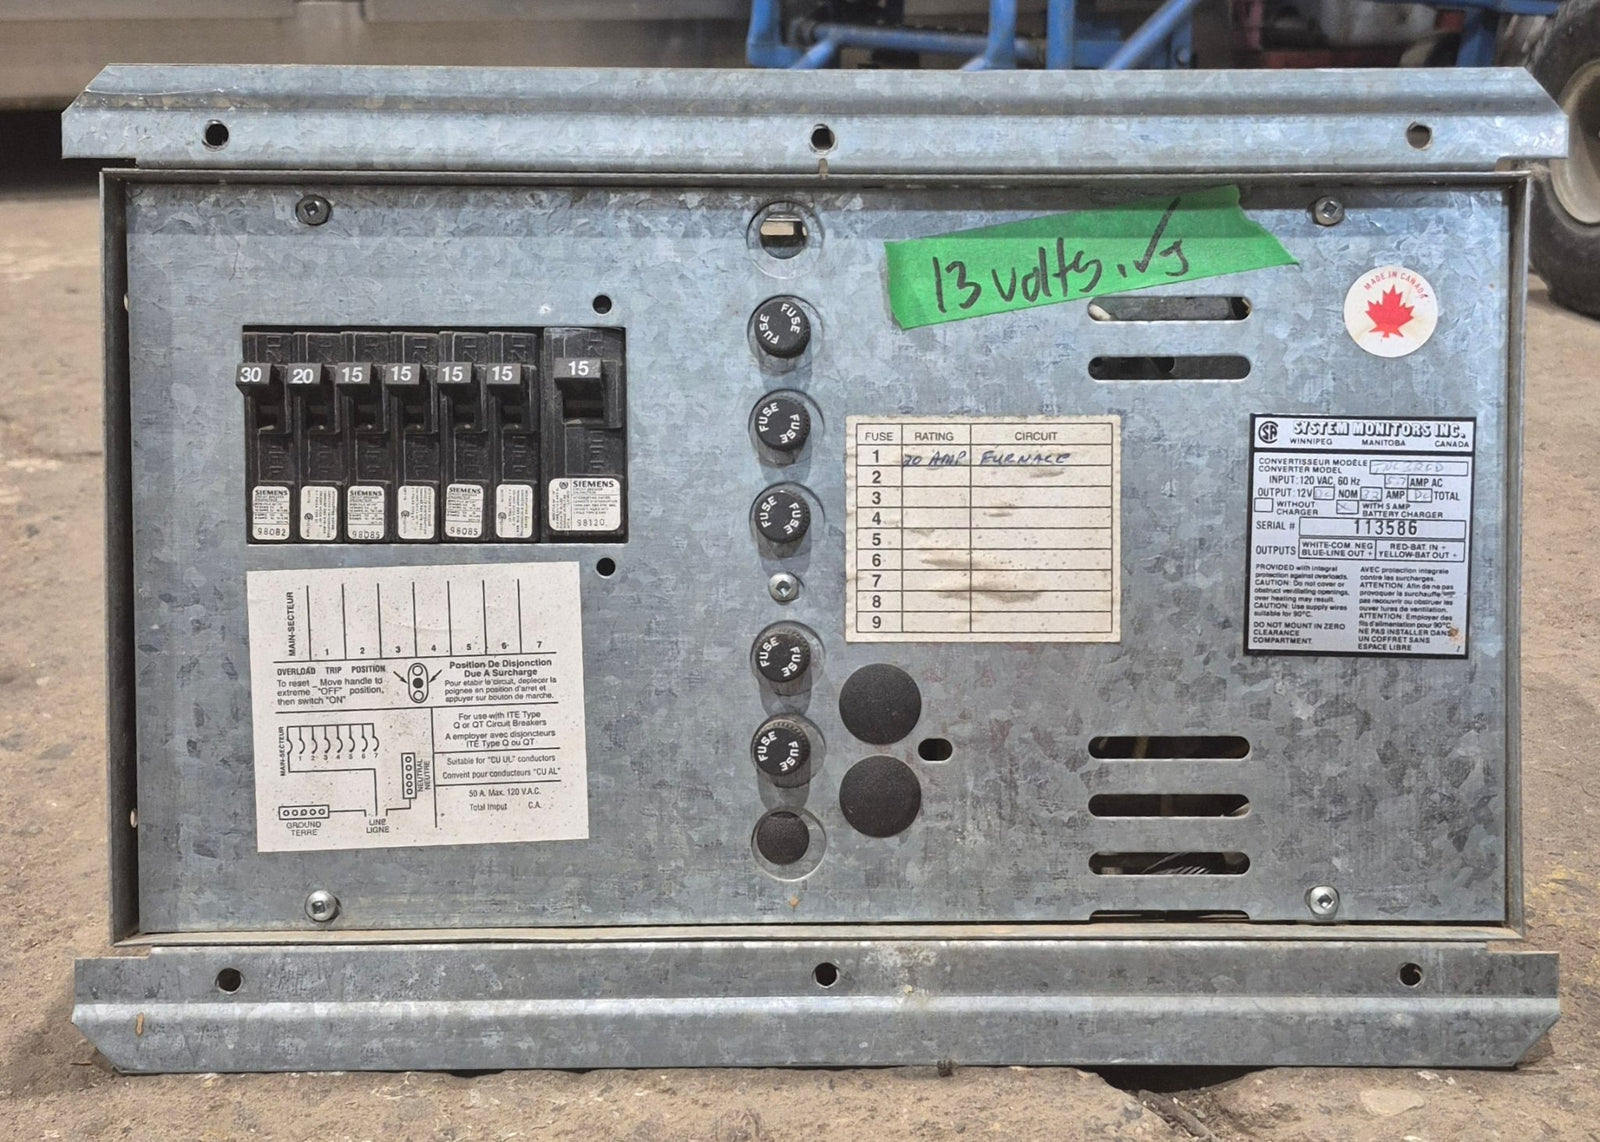 13 volts. ✓
MADE IN CANADA
30 20 15 15 15 15 15
FUSE FUSE
FUSE FUSE
FUSE FUSE
FUSE FUSE
FUSE FUSE
SIEMENS
98082
SIEMENS
98085
SIEMENS
98085
SIEMENS
98120
FUSE RATING CIRCUIT
1 20 AMP FURNACE
2
3
4
5
6
7
8
9
SYSTEM MONITORS INC.
WINNIPEG MANITOBA CANADA
CONVERTISSEUR MODÈLE
CONVERTER MODEL
INPUT: 120 VAC, 60 Hz 5.7 AMP AC
OUTPUT: 12V DC NOM 32 AMP DC TOTAL
WITHOUT CHARGER X WITH 5 AMP BATTERY CHARGER
SERIAL # 113586
OUTPUTS WHITE-COM. NEG RED-BAT. IN +
BLUE-LINE OUT + YELLOW-BAT OUT +
PROVIDED with integral
protection against overloads.
CAUTION: Do not cover or
obstruct ventilating openings,
over heating may result.
CAUTION: Use supply wires
suitable for 90°C.
DO NOT MOUNT IN ZERO
CLEARANCE
COMPARTMENT.
AVEC protection integrale
contre les surcharges.
ATTENTION: Afin de ne pas
provoquer la surchauffe
pas recouvrir ou obstruer les
ouvertures de ventilation.
ATTENTION: Employer des
fils d'alimentation pour 90°C.
NE PAS INSTALLER DANS
UN COFFRET SANS
ESPACE LIBRE
MAIN-SECTEUR
1 2 3 4 5 6 7
OVERLOAD TRIP POSITION
To reset _ Move handle to
extreme "OFF" position,
then switch "ON"
Position De Disjonction
Due A Surcharge
Pour etablir le circuit, deplecer la
poignee en position d'arret et
appuyer sur bouton de marche.
MAIN-SECTEUR
1 2 3 4 5 6 7
NEUTRAL
NEUTRE
GROUND
TERRE
LINE
LIGNE
For use with ITE Type
Q or QT Circuit Breakers
A employer avec disjoncteurs
ITE Type Q ou QT
Suitable for "CU UL" conductors
Convent pour conducteurs "CU AL"
50 A. Max. 120 V.A.C.
Total Imput C.A.